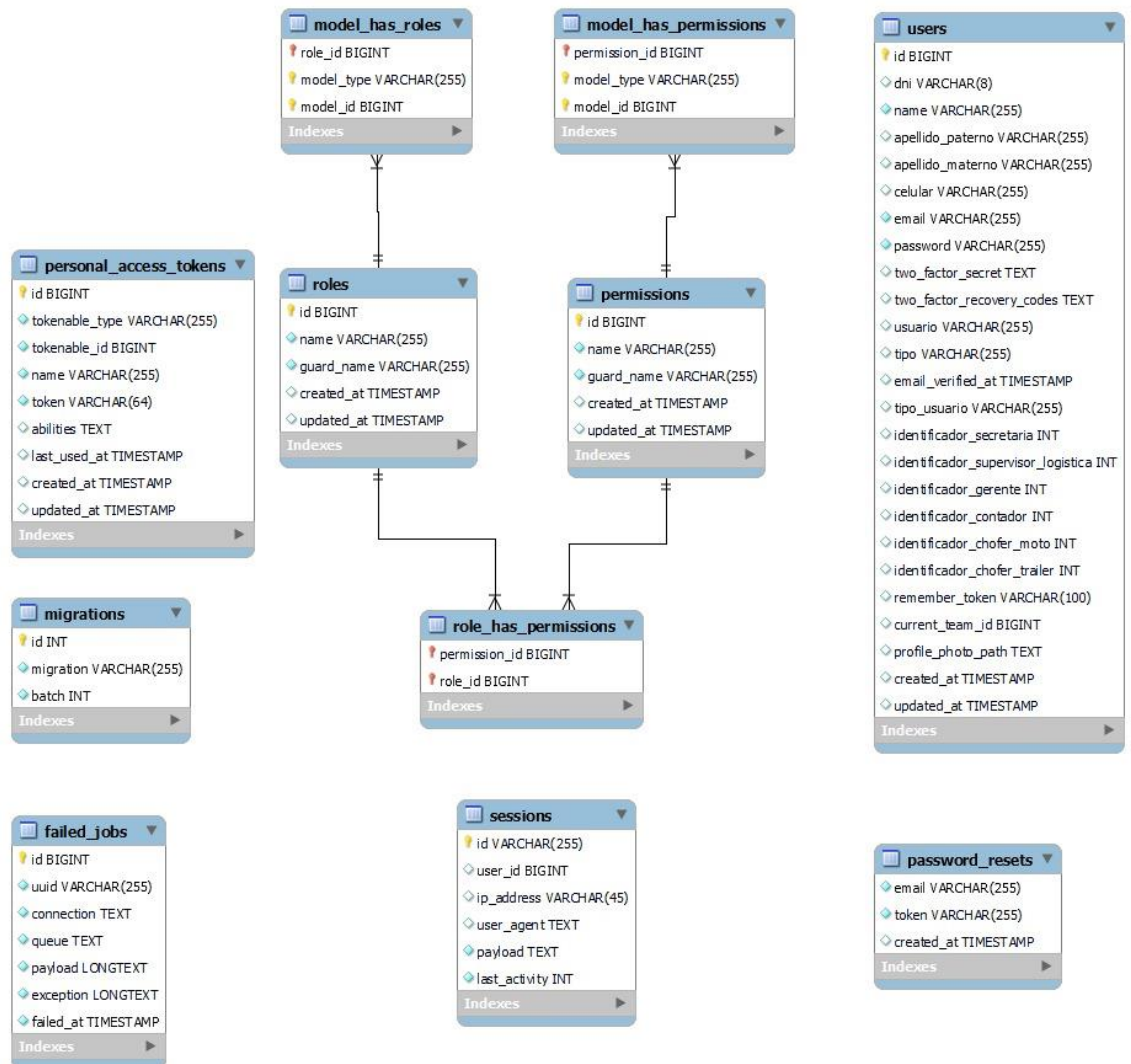 model_has_roles
role_id BIGINT
model_type VARCHAR(255)
model_id BIGINT
Indexes
model_has_permissions
permission_id BIGINT
model_type VARCHAR(255)
model_id BIGINT
Indexes
users
id BIGINT
dni VARCHAR(8)
name VARCHAR(255)
apellido_paterno VARCHAR(255)
apellido_materno VARCHAR(255)
celular VARCHAR(255)
email VARCHAR(255)
password VARCHAR(255)
two_factor_secret TEXT
two_factor_recovery_codes TEXT
usuario VARCHAR(255)
tipo VARCHAR(255)
email_verified_at TIMESTAMP
tipo_usuario VARCHAR(255)
identificador_secretaria INT
identificador_supervisor_logistica INT
identificador_gerente INT
identificador_contador INT
identificador_chofer_moto INT
identificador_chofer_trailer INT
remember_token VARCHAR(100)
current_team_id BIGINT
profile_photo_path TEXT
created_at TIMESTAMP
updated_at TIMESTAMP
Indexes
personal_access_tokens
id BIGINT
tokenable_type VARCHAR(255)
tokenable_id BIGINT
name VARCHAR(255)
token VARCHAR(64)
abilities TEXT
last_used_at TIMESTAMP
created_at TIMESTAMP
updated_at TIMESTAMP
Indexes
roles
id BIGINT
name VARCHAR(255)
guard_name VARCHAR(255)
created_at TIMESTAMP
updated_at TIMESTAMP
Indexes
permissions
id BIGINT
name VARCHAR(255)
guard_name VARCHAR(255)
created_at TIMESTAMP
updated_at TIMESTAMP
Indexes
migrations
id INT
migration VARCHAR(255)
batch INT
Indexes
role_has_permissions
permission_id BIGINT
role_id BIGINT
Indexes
failed_jobs
id BIGINT
uuid VARCHAR(255)
connection TEXT
queue TEXT
payload LONGTEXT
exception LONGTEXT
failed_at TIMESTAMP
Indexes
sessions
id VARCHAR(255)
user_id BIGINT
ip_address VARCHAR(45)
user_agent TEXT
payload TEXT
last_activity INT
Indexes
password_resets
email VARCHAR(255)
token VARCHAR(255)
created_at TIMESTAMP
Indexes